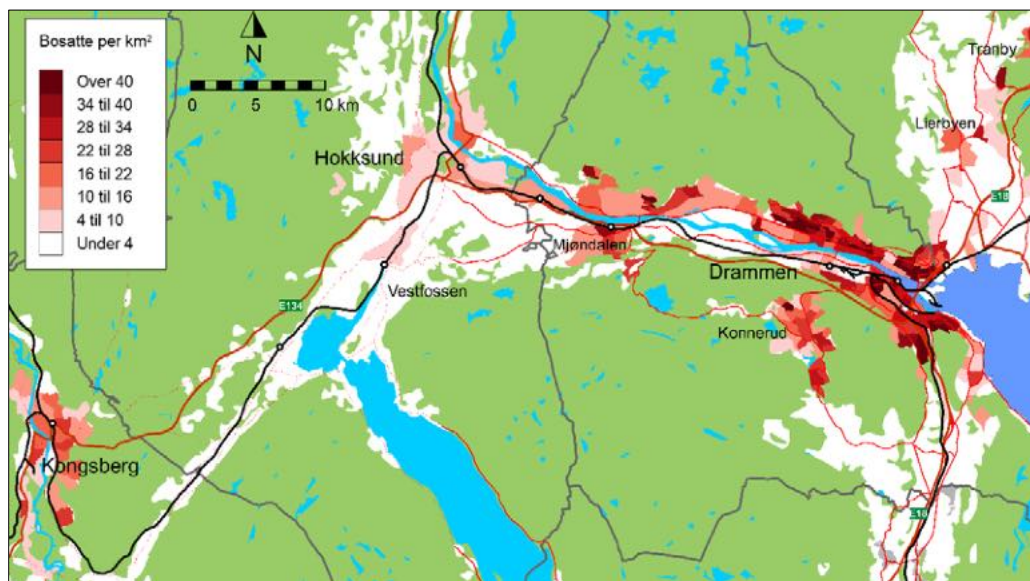 Bosatte per km²
Over 40
34 til 40
28 til 34
22 til 28
16 til 22
10 til 16
4 til 10
Under 4
N
0 5 10 km
Tranby
Lierbyen
Hokksund
E18
Mjøndalen
Drammen
Vestfossen
E134
Konnerud
Kongsberg
E18